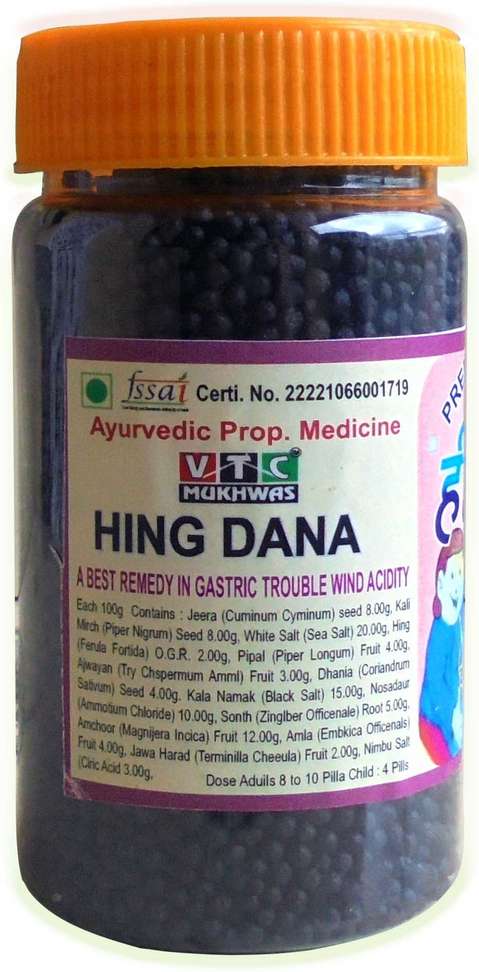 fssai Certi. No. 22221066001719
Ayurvedic Prop. Medicine
VTC
MUKHWAS
HING DANA
A BEST REMEDY IN GASTRIC TROUBLE WIND ACIDITY
Each 100g Contains : Jeera (Cuminum Cyminum) seed 8.00g, Kali
Mirch (Piper Nigrum) Seed 8.00g, White Salt (Sea Salt) 20.00g, Hing
(Ferula Fortida) O.G.R. 2.00g, Pipal (Piper Longum) Fruit 4.00g,
Ajwayan (Try Chspermum Amml) Fruit 3.00g, Dhania (Coriandrum
Sativum) Seed 4.00g. Kala Namak (Black Salt) 15.00g, Nosadaur
(Ammotium Chloride) 10.00g, Sonth (Zinglber Officenale) Root 5.00g,
Amchoor (Magnijera Incica) Fruit 12.00g, Amla (Embkica Officenals)
Fruit 4.00g, Jawa Harad (Terminilla Cheeula) Fruit 2.00g, Nimbu Salt
(Ciric Acid 3.00g,
Dose Aduils 8 to 10 Pilla Child : 4 Pills